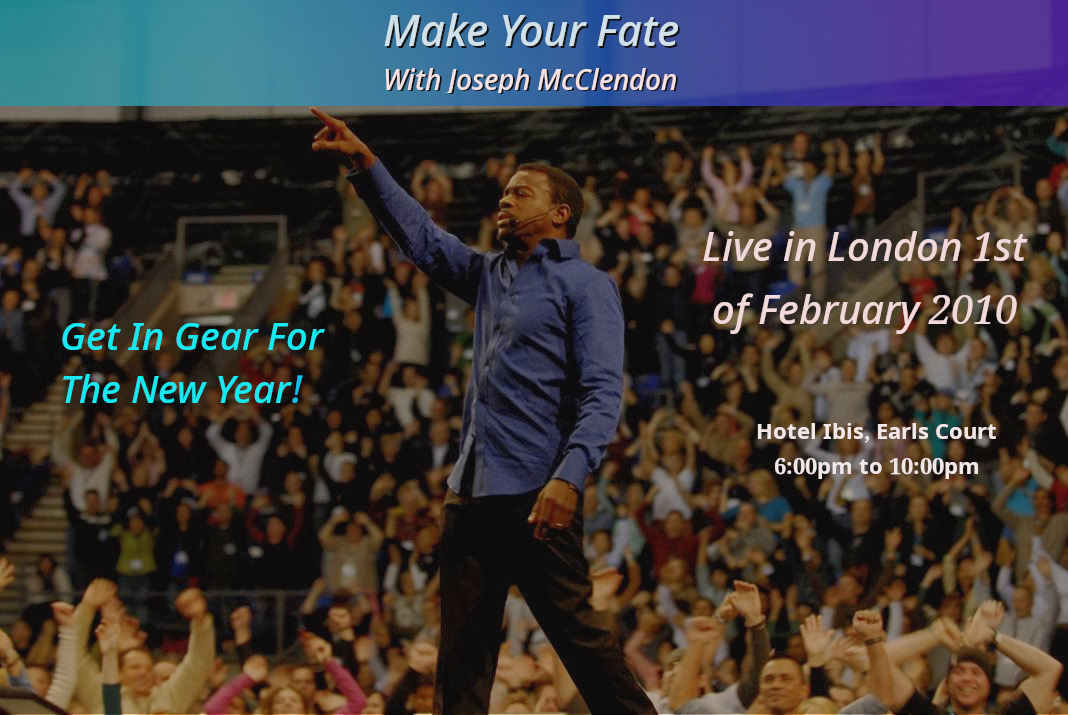 Make Your Fate
With Joseph McClendon
Live in London 1st
of February 2010
Get In Gear For
The New Year!
Hotel Ibis, Earls Court
6:00pm to 10:00pm